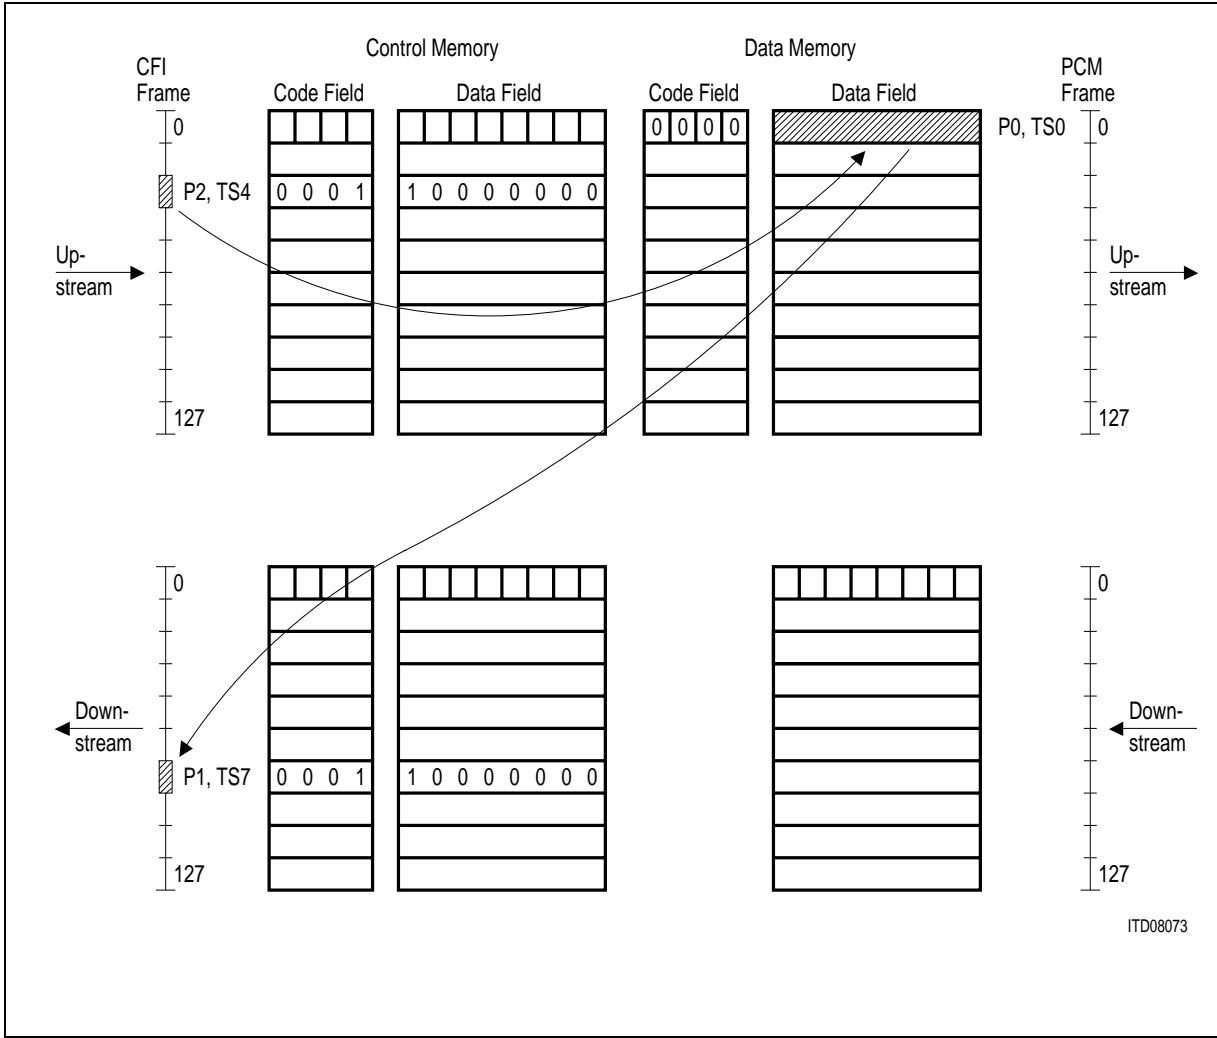 Control Memory Data Memory
CFI Frame PCM Frame
Code Field Data Field Code Field Data Field
0 0 0 0 0 P0, TS0 0
P2, TS4 0 0 0 1 1 0 0 0 0 0 0 0
Up- Up-
stream stream
127 127
0 0
Down- Down-
stream stream
P1, TS7 0 0 0 1 1 0 0 0 0 0 0 0
127 127
ITD08073